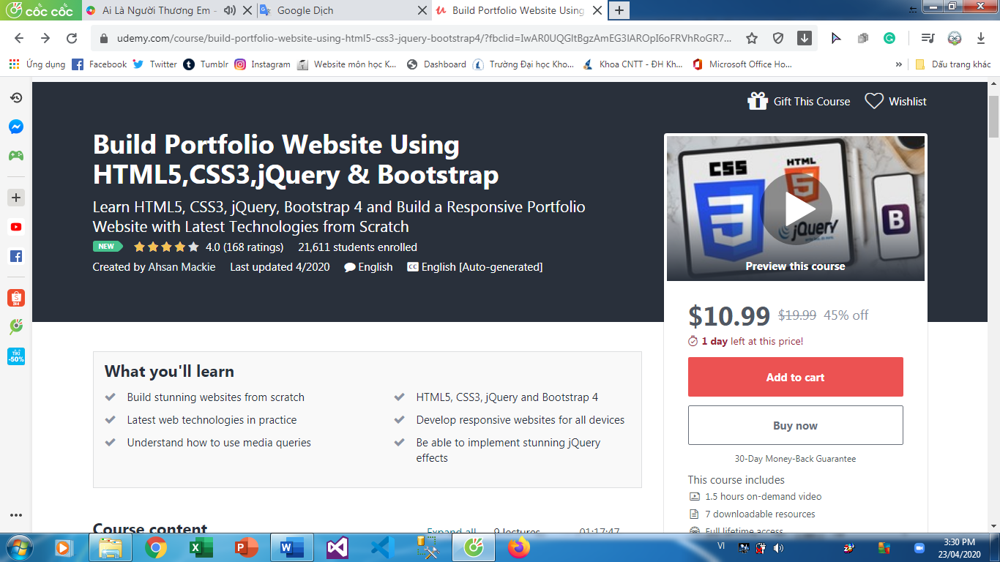 cốc cốc
Ai Là Người Thương Em -
Google Dịch
Build Portfolio Website Using
udemy.com/course/build-portfolio-website-using-html5-css3-jquery-bootstrap4/?fbclid=IwAR0UQGltBgzAmEG3lAROpI6oFRVhRoGR7...
Ứng dụng
Facebook
Twitter
Tumblr
Instagram
Website môn học K...
Dashboard
Trường Đại học Kho...
Khoa CNTT - ĐH Kh...
Microsoft Office Ho...
»
Dấu trang khác
Gift This Course
Wishlist
Build Portfolio Website Using
HTML5,CSS3,jQuery & Bootstrap
Learn HTML5, CSS3, jQuery, Bootstrap 4 and Build a Responsive Portfolio
Website with Latest Technologies from Scratch
NEW
4.0 (168 ratings)
21,611 students enrolled
Created by Ahsan Mackie
Last updated 4/2020
English
CC
English [Auto-generated]
CSS
3
HTML
5
jQuery
B
Preview this course
$10.99 $19.99 45% off
1 day left at this price!
Add to cart
Buy now
30-Day Money-Back Guarantee
This course includes
1.5 hours on-demand video
7 downloadable resources
Full lifetime access
What you'll learn
Build stunning websites from scratch
HTML5, CSS3, jQuery and Bootstrap 4
Latest web technologies in practice
Develop responsive websites for all devices
Understand how to use media queries
Be able to implement stunning jQuery
effects
Course content
Expand all
9 lectures
01:17:47
TIKI
-50%
VI
3:30 PM
23/04/2020